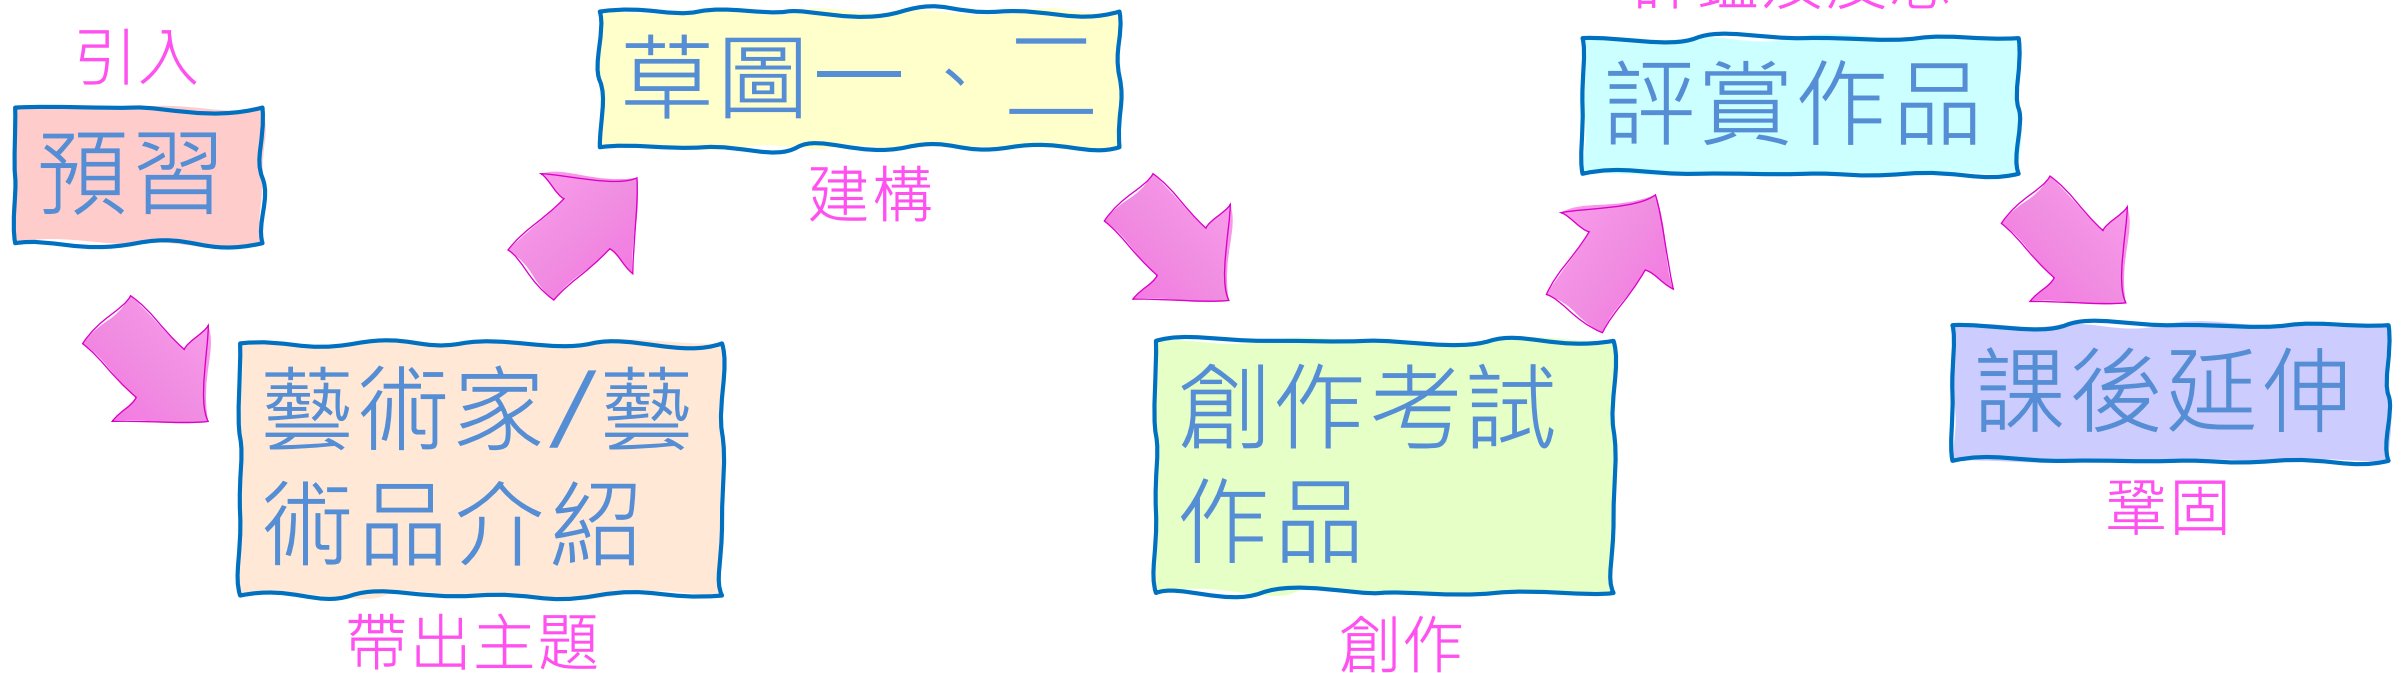 引入
預習
藝術家/藝
術品介紹
帶出主題
草圖一、二
建構
創作考試
作品
創作
評賞作品
課後延伸
鞏固